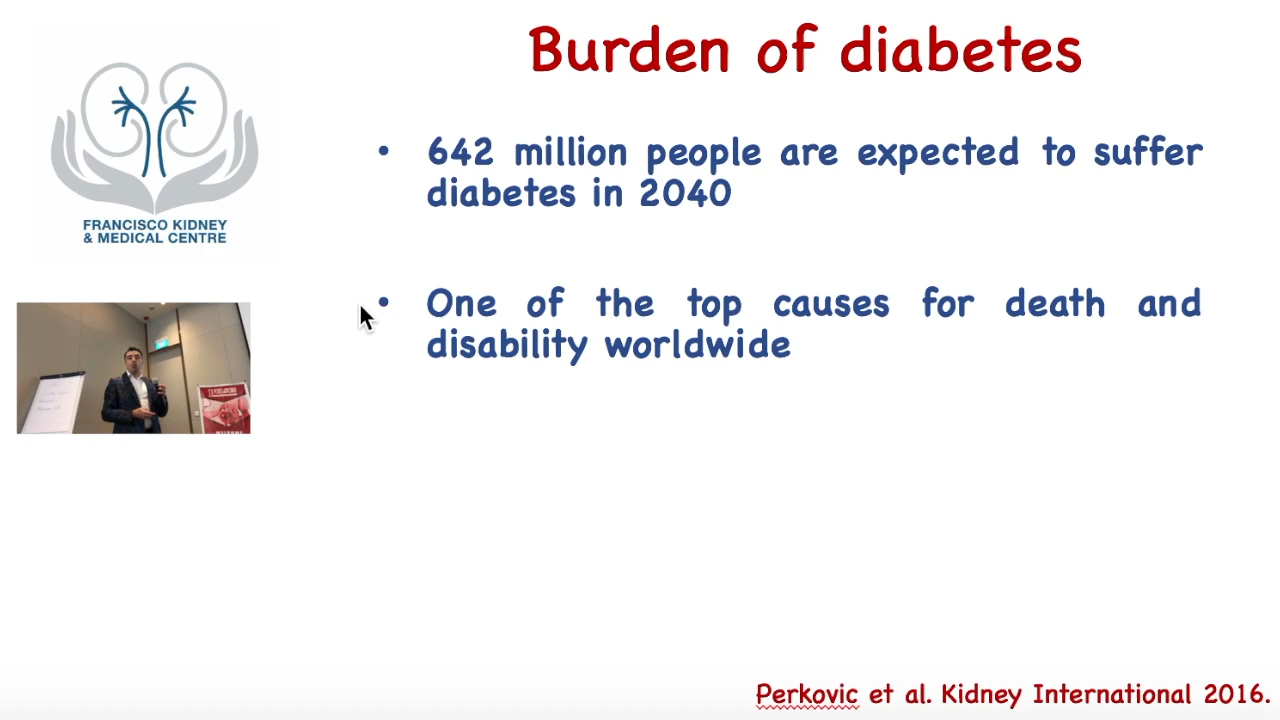 Burden of diabetes
• 642 million people are expected to suffer
diabetes in 2040
• One of the top causes for death and
disability worldwide
FRANCISCO KIDNEY
& MEDICAL CENTRE
Perkovic et al. Kidney International 2016.